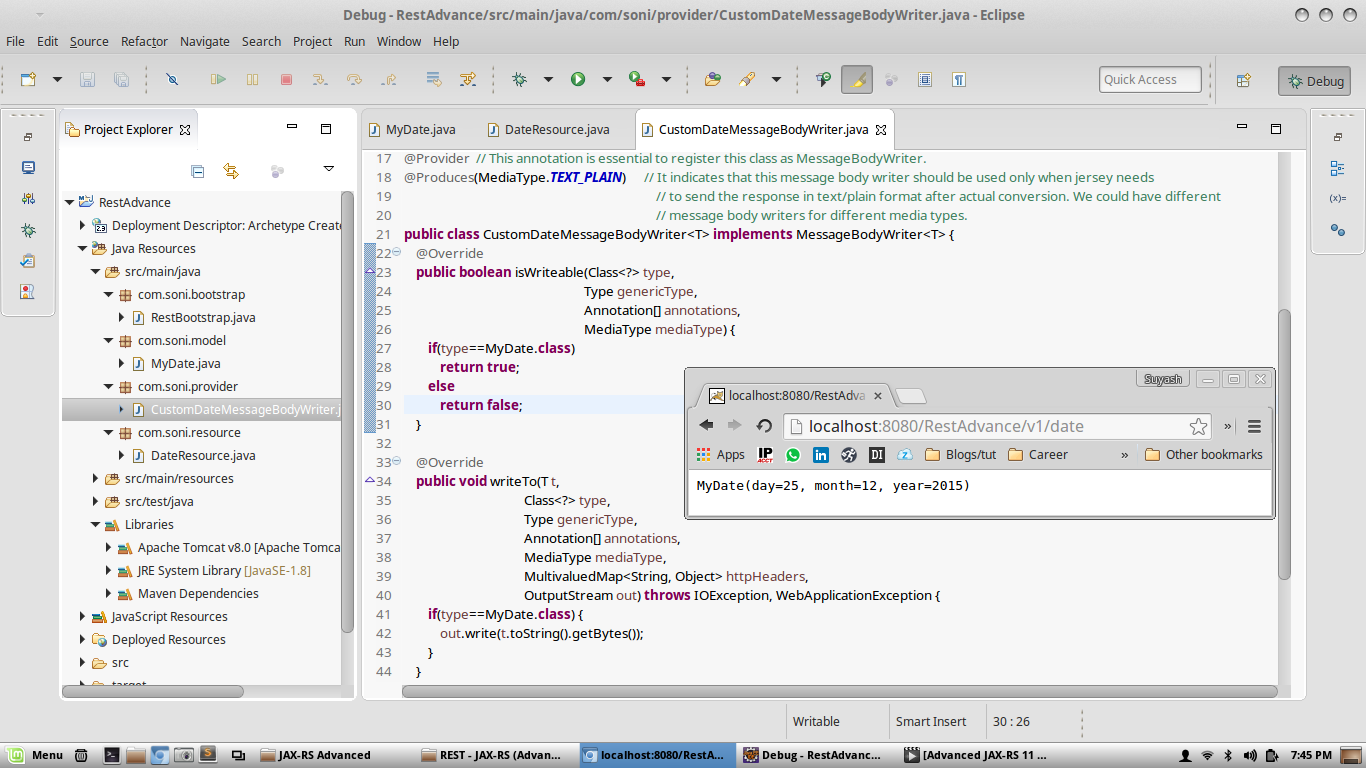 Debug - RestAdvance/src/main/java/com/soni/provider/CustomDateMessageBodyWriter.java - Eclipse
File Edit Source Refactor Navigate Search Project Run Window Help
Quick Access
Debug
Project Explorer
RestAdvance
Deployment Descriptor: Archetype Create
Java Resources
src/main/java
com.soni.bootstrap
RestBootstrap.java
com.soni.model
MyDate.java
com.soni.provider
CustomDateMessageBodyWriter.j
com.soni.resource
DateResource.java
src/main/resources
src/test/java
Libraries
Apache Tomcat v8.0 [Apache Tomca
JRE System Library [JavaSE-1.8]
Maven Dependencies
JavaScript Resources
Deployed Resources
src
target
MyDate.java DateResource.java CustomDateMessageBodyWriter.java
17 @Provider // This annotation is essential to register this class as MessageBodyWriter.
18 @Produces(MediaType.TEXT_PLAIN) // It indicates that this message body writer should be used only when jersey needs
19 // to send the response in text/plain format after actual conversion. We could have different
20 // message body writers for different media types.
21 public class CustomDateMessageBodyWriter<T> implements MessageBodyWriter<T> {
22 @Override
23 public boolean isWriteable(Class<?> type,
24 Type genericType,
25 Annotation[] annotations,
26 MediaType mediaType) {
27 if(type==MyDate.class)
28 return true;
29 else
30 return false;
31 }
32
33 @Override
34 public void writeTo(T t,
35 Class<?> type,
36 Type genericType,
37 Annotation[] annotations,
38 MediaType mediaType,
39 MultivaluedMap<String, Object> httpHeaders,
40 OutputStream out) throws IOException, WebApplicationException {
41 if(type==MyDate.class) {
42 out.write(t.toString().getBytes());
43 }
44 }
Suyash
localhost:8080/RestAdva
localhost:8080/RestAdvance/v1/date
»
Apps IP ACCT in DI Blogs/tut Career » Other bookmarks
MyDate(day=25, month=12, year=2015)
(x)=
Writable Smart Insert 30 : 26
Menu JAX-RS Advanced REST - JAX-RS (Advan... localhost:8080/RestA... Debug - RestAdvanc... [Advanced JAX-RS 11 ... 7:45 PM